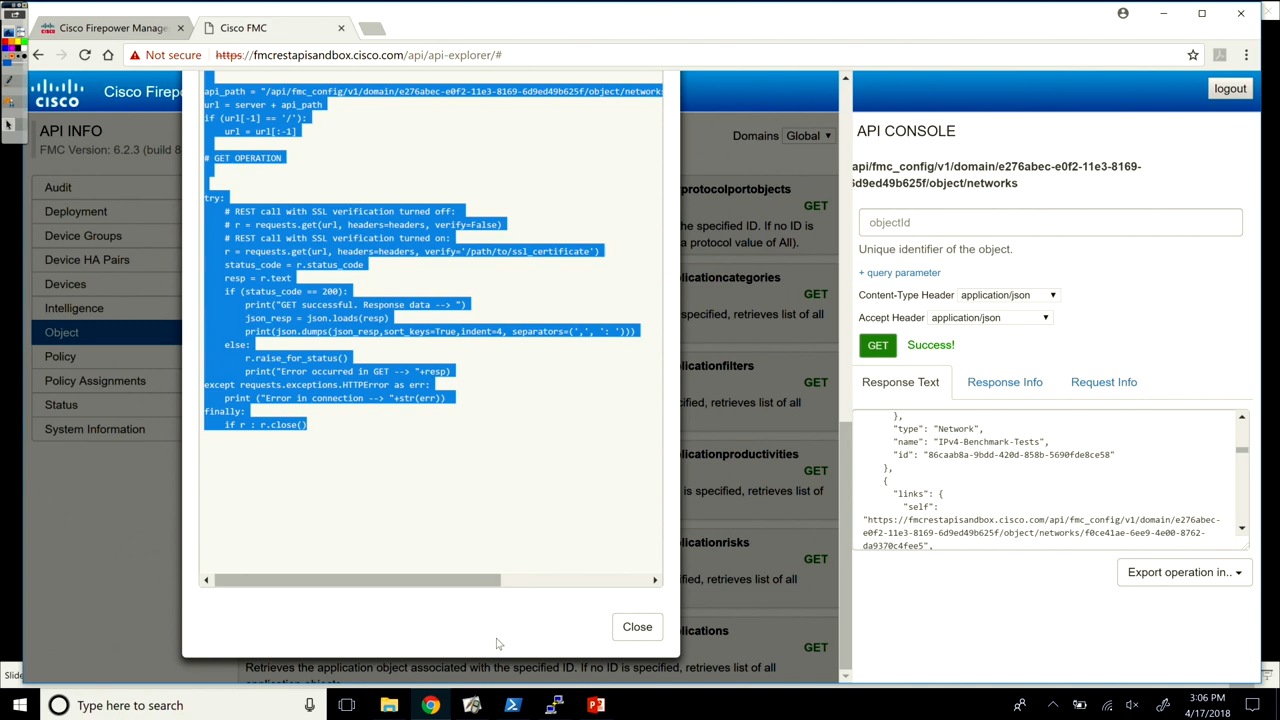 Cisco Firepower Manage
Cisco FMC
Not secure
https://fmcrestapisandbox.cisco.com/api/api-explorer/#
CISCO
Cisco Firepo
logout
API INFO
FMC Version: 6.2.3 (build 8
Domains
Global
Audit
Deployment
Device Groups
Device HA Pairs
Devices
Intelligence
Object
Policy
Policy Assignments
Status
System Information
api_path = "/api/fmc_config/v1/domain/e276abec-e0f2-11e3-8169-6d9ed49b625f/object/networks
url = server + api_path
if (url[-1] == '/'):
url = url[:-1]
# GET OPERATION
try:
# REST call with SSL verification turned off:
# r = requests.get(url, headers=headers, verify=False)
# REST call with SSL verification turned on:
r = requests.get(url, headers=headers, verify='/path/to/ssl_certificate')
status_code = r.status_code
resp = r.text
if (status_code == 200):
print("GET successful. Response data --> ")
json_resp = json.loads(resp)
print(json.dumps(json_resp,sort_keys=True,indent=4, separators=(',', ': ')))
else:
r.raise_for_status()
print("Error occurred in GET --> "+resp)
except requests.exceptions.HTTPError as err:
print ("Error in connection --> "+str(err))
finally:
if r : r.close()
Close
protocolportobjects
GET
the specified ID. If no ID is
a protocol value of All).
plicationcategories
GET
pecified, retrieves list of all
plicationfilters
GET
pecified, retrieves list of all
plicationproductivities
GET
is specified, retrieves list of
plicationrisks
GET
fied, retrieves list of all
plications
GET
Retrieves the application object associated with the specified ID. If no ID is specified, retrieves list of all
application objects
API CONSOLE
api/fmc_config/v1/domain/e276abec-e0f2-11e3-8169-
6d9ed49b625f/object/networks
objectId
Unique identifier of the object.
+ query parameter
Content-Type Header
application/json
Accept Header
application/json
GET
Success!
Response Text
Response Info
Request Info
},
"type": "Network",
"name": "IPv4-Benchmark-Tests",
"id": "86caab8a-9bdd-420d-858b-5690fde8ce58"
},
{
"links": {
"self":
"https://fmcrestapisandbox.cisco.com/api/fmc_config/v1/domain/e276abec-
e0f2-11e3-8169-6d9ed49b625f/object/networks/f0ce41ae-6ee9-4e00-8762-
da9370c4fee5",
Export operation in..
Slide
Type here to search
3:06 PM
4/17/2018